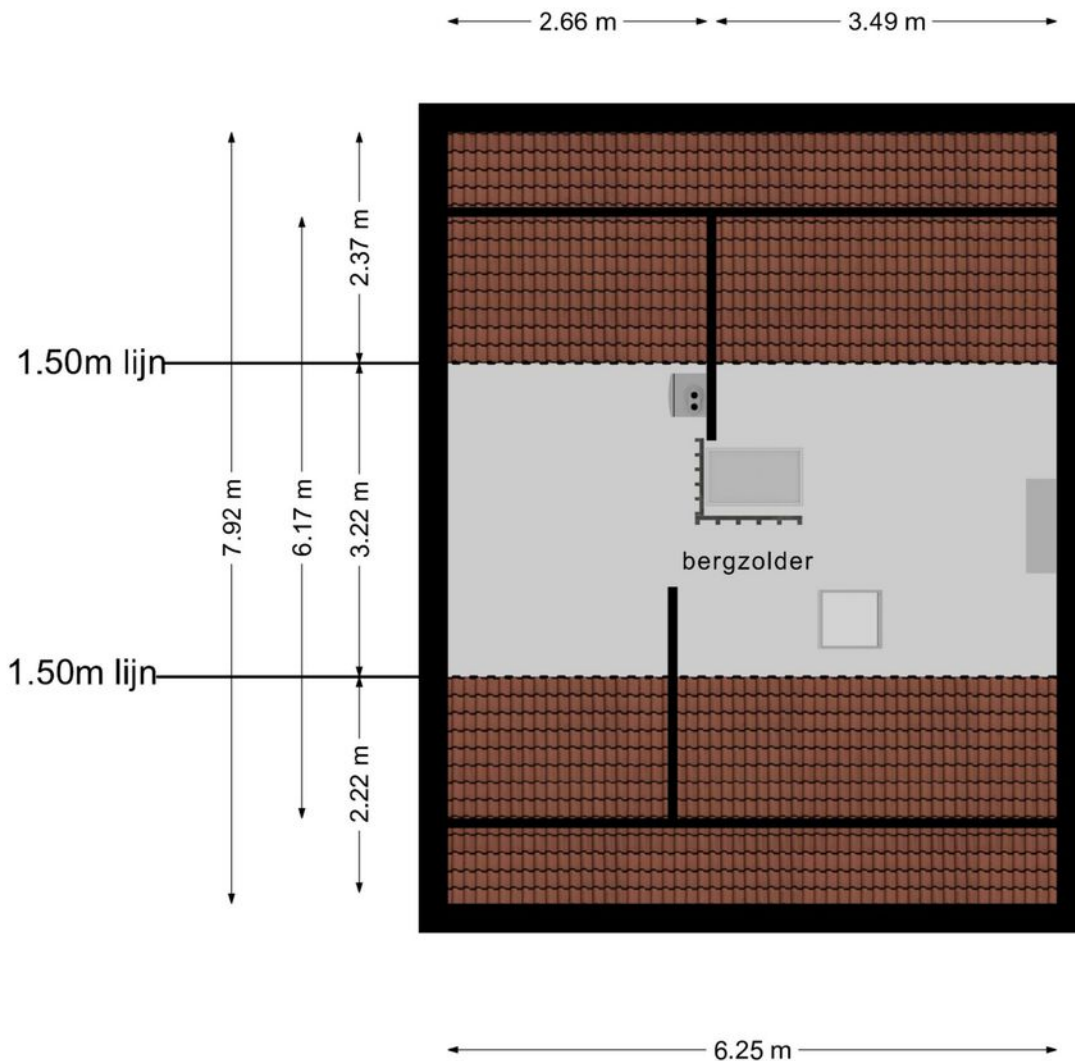 2.66 m
3.49 m
2.37 m
1.50m lijn
7.92 m
6.17 m
3.22 m
bergzolder
1.50m lijn
2.22 m
6.25 m